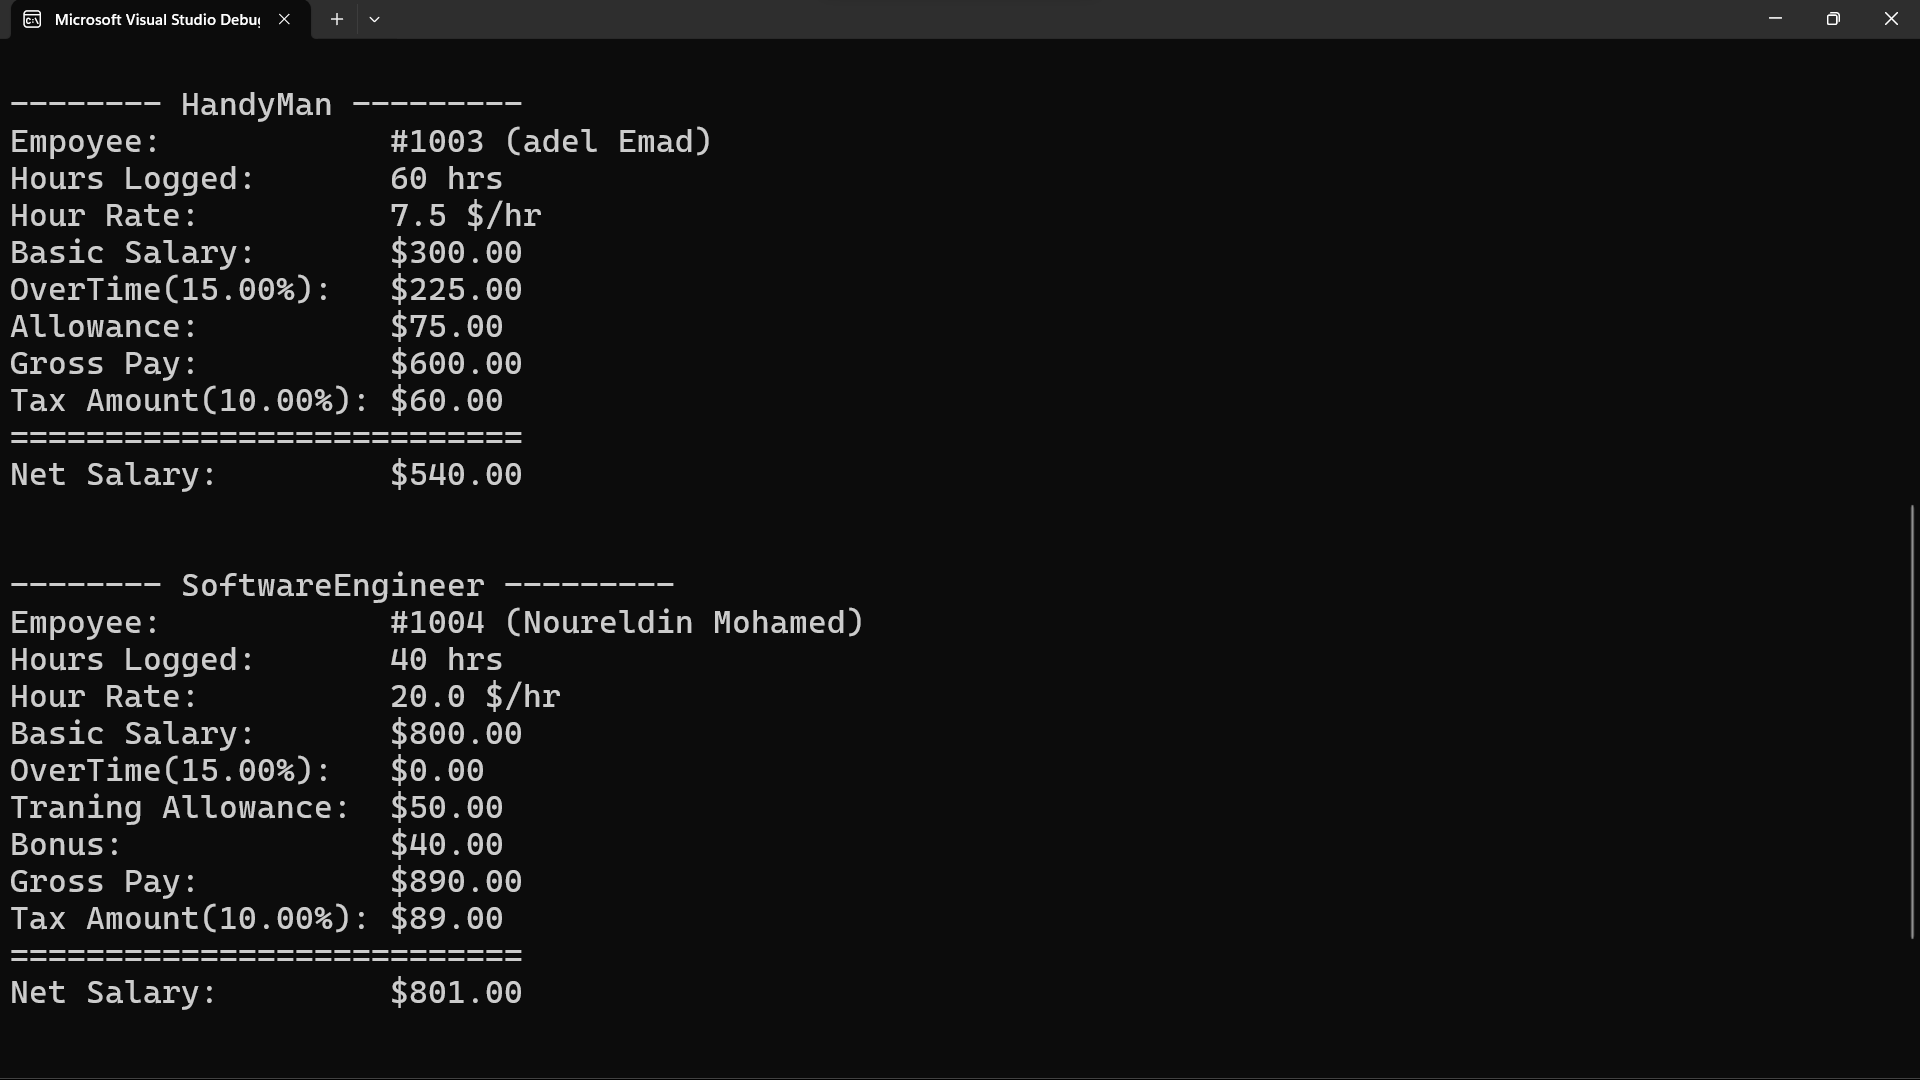 Microsoft Visual Studio Debu
-------- HandyMan ---------
Empoyee:            #1003 (adel Emad)
Hours Logged:       60 hrs
Hour Rate:          7.5 $/hr
Basic Salary:       $300.00
OverTime(15.00%):   $225.00
Allowance:          $75.00
Gross Pay:          $600.00
Tax Amount(10.00%): $60.00
===========================
Net Salary:         $540.00
-------- SoftwareEngineer ---------
Empoyee:            #1004 (Noureldin Mohamed)
Hours Logged:       40 hrs
Hour Rate:          20.0 $/hr
Basic Salary:       $800.00
OverTime(15.00%):   $0.00
Traning Allowance:  $50.00
Bonus:              $40.00
Gross Pay:          $890.00
Tax Amount(10.00%): $89.00
===========================
Net Salary:         $801.00